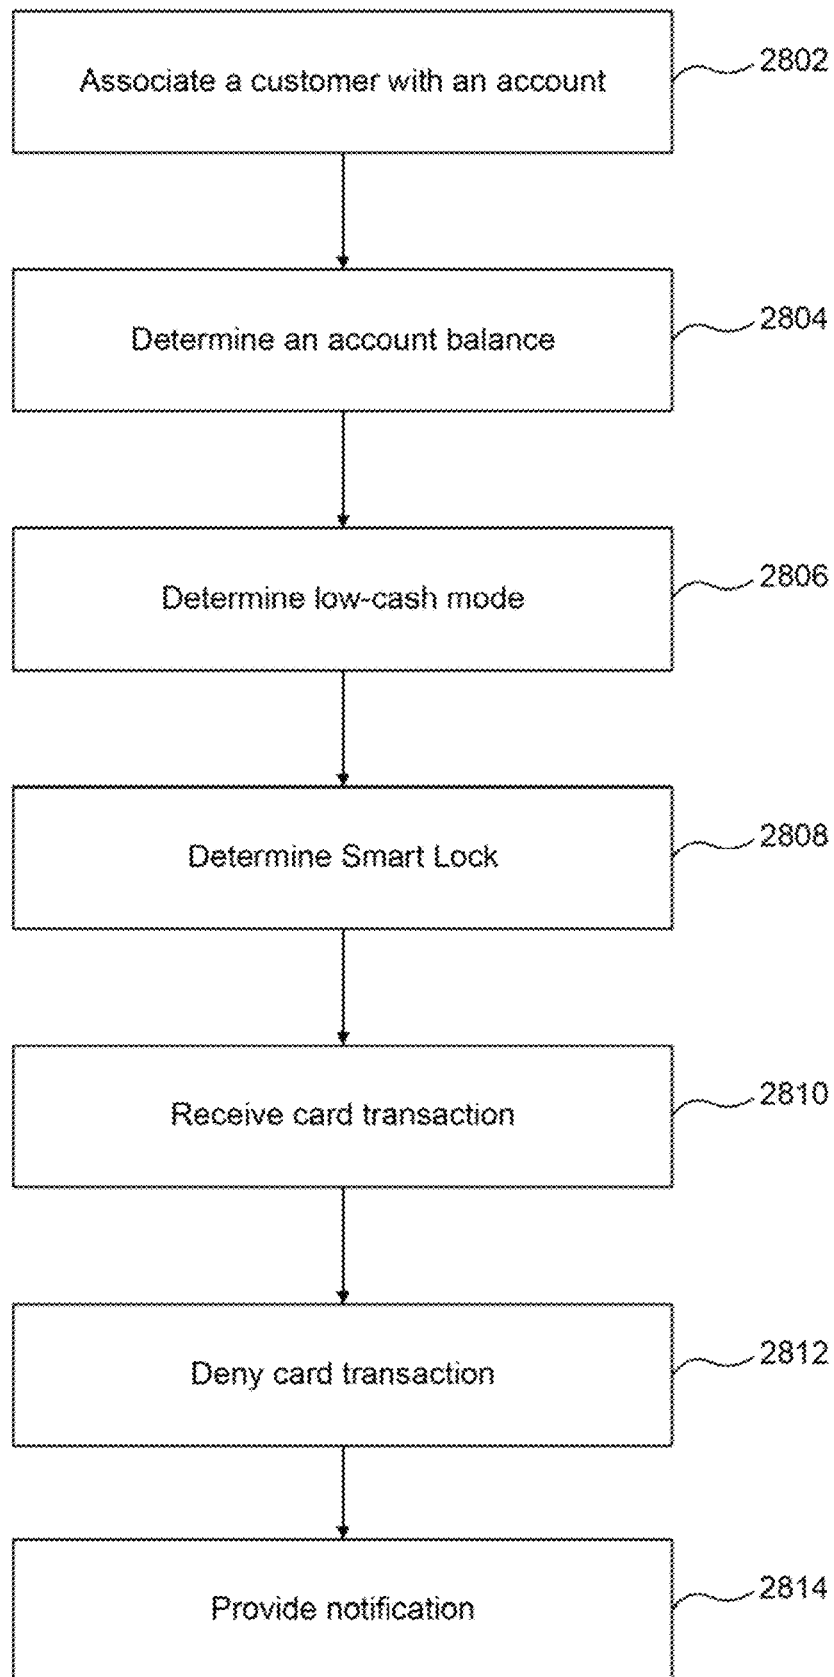 Associate a customer with an account
2802
Determine an account balance
2804
Determine low-cash mode
2806
Determine Smart Lock
2808
Receive card transaction
2810
Deny card transaction
2812
Provide notification
2814